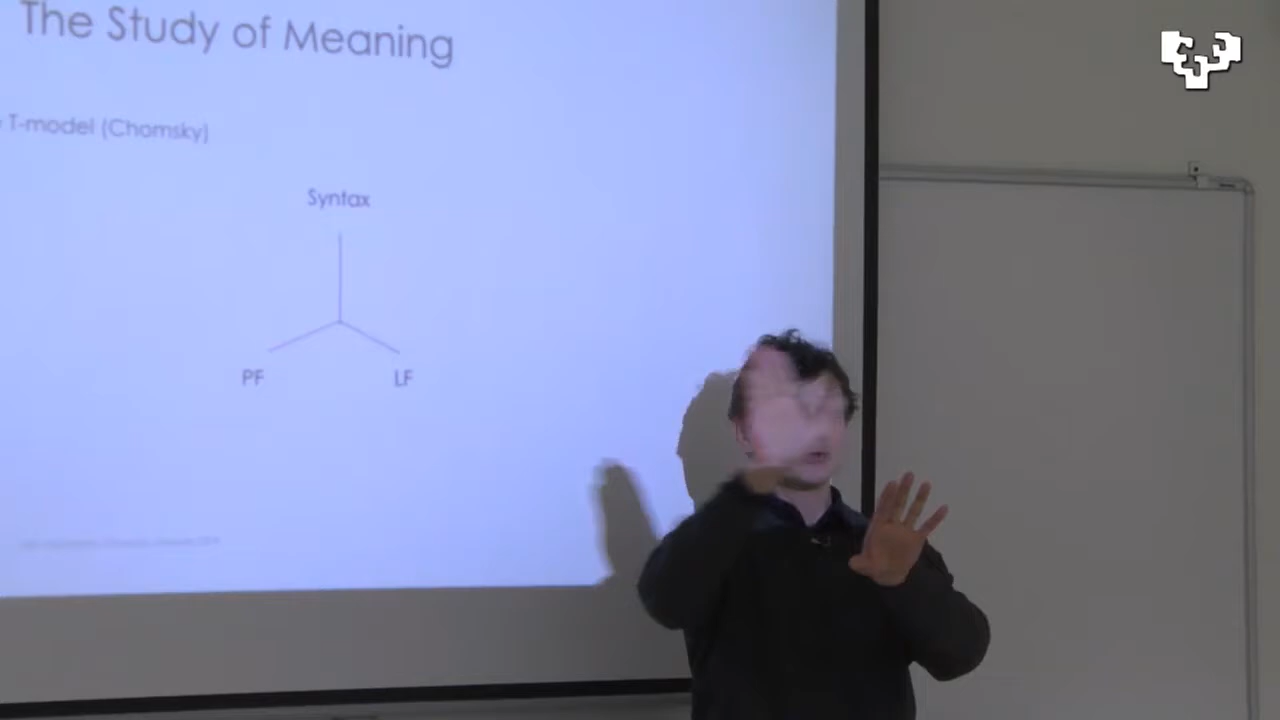 The Study of Meaning
T-model (Chomsky)
Syntax
PF
LF